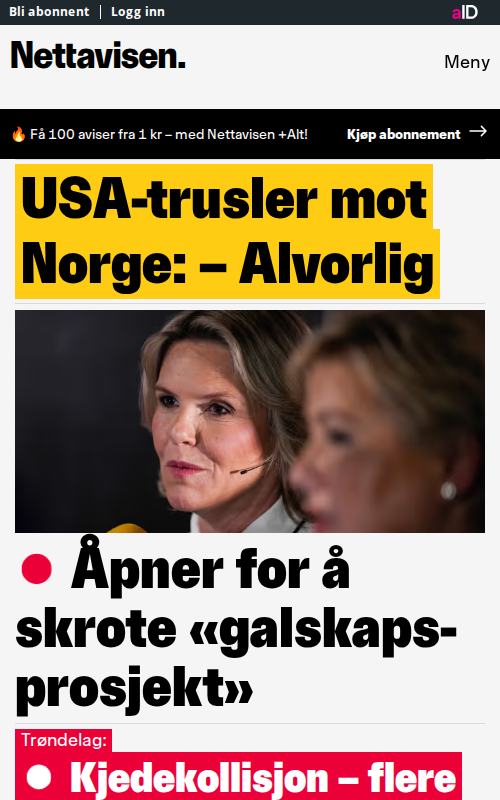 Bli abonnent | Logg inn
aID
Nettavisen.
Meny
🔥 Få 100 aviser fra 1 kr – med Nettavisen +Alt!
Kjøp abonnement →
USA-trusler mot
Norge: – Alvorlig
Åpner for å
skrote «galskaps-
prosjekt»
Trøndelag:
Kjedekollisjon – flere